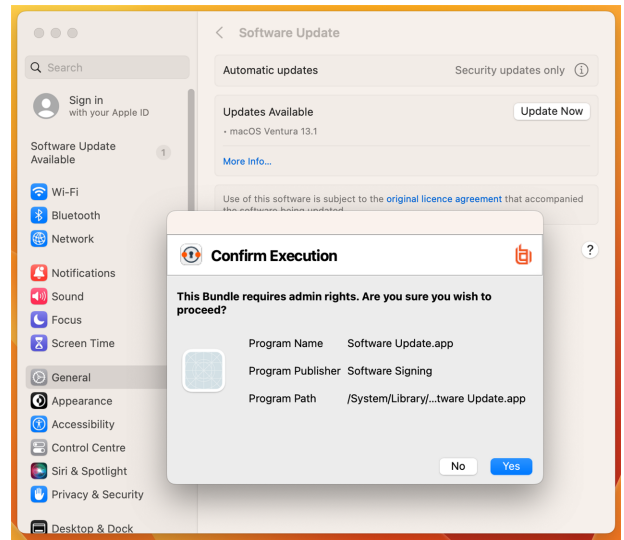 Software Update
Search
Automatic updates
Security updates only
Sign in
with your Apple ID
Updates Available
Update Now
• macOS Ventura 13.1
Software Update
Available
1
More Info...
Wi-Fi
Use of this software is subject to the original licence agreement that accompanied
the software being updated.
Bluetooth
Network
?
Confirm Execution
Notifications
Sound
This Bundle requires admin rights. Are you sure you wish to
proceed?
Focus
Screen Time
Program Name Software Update.app
General
Program Publisher Software Signing
Appearance
Program Path /System/Library/...tware Update.app
Accessibility
Control Centre
Siri & Spotlight
No
Yes
Privacy & Security
Desktop & Dock